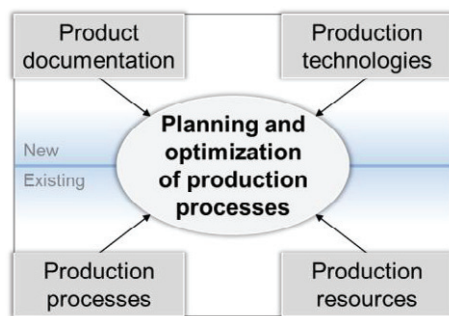 Product
documentation
Production
technologies
Planning and
optimization
of production
processes
New
Existing
Production
processes
Production
resources